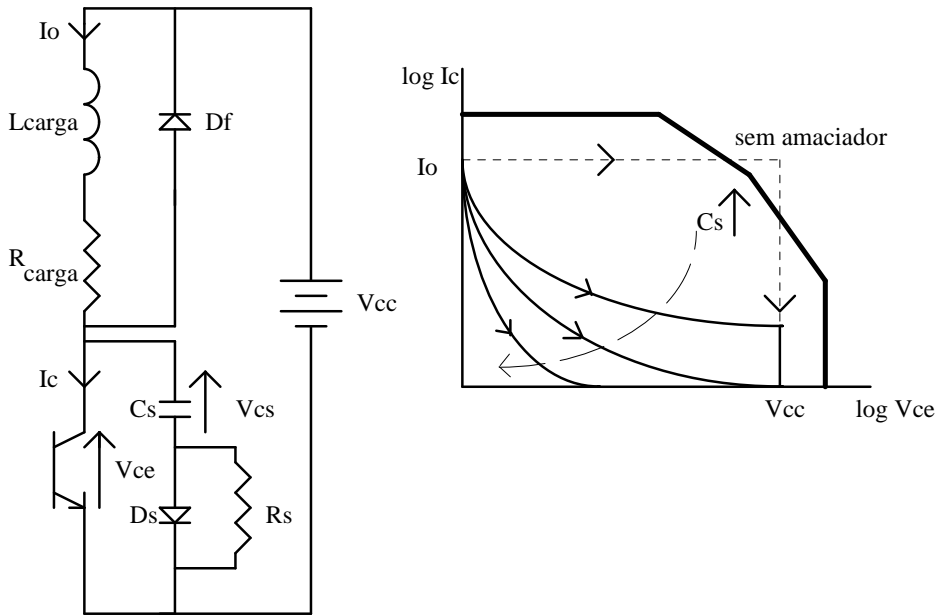 Io
Lcarga
Df
Rcarga
Vcc
Ic
Cs
Vcs
Vce
Ds
Rs
log Ic
sem amaciador
Io
Cs
Vcc
log Vce